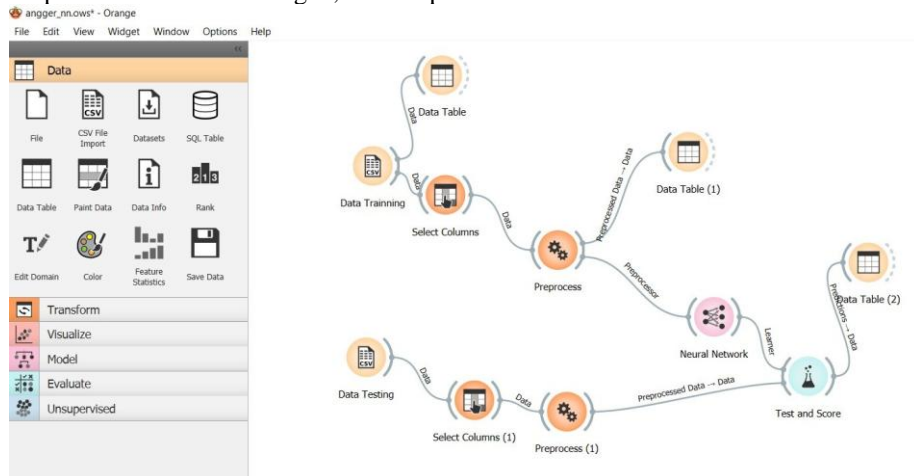 angger_nn.ows* - Orange
File Edit View Widget Window Options Help
Data
File CSV File Import Datasets SQL Table
Data Table Paint Data Data Info Rank
Edit Domain Color Feature Statistics Save Data
Transform
Visualize
Model
Evaluate
Unsupervised
Data Table
Data
Data Trainning
Data
Select Columns
Data
Preprocess
Preprocessed Data → Data
Data Table (1)
Preprocessor
Neural Network
Learner
Predictions → Data
Data Table (2)
Test and Score
Data Testing
Data
Select Columns (1)
Data
Preprocess (1)
Preprocessed Data → Data